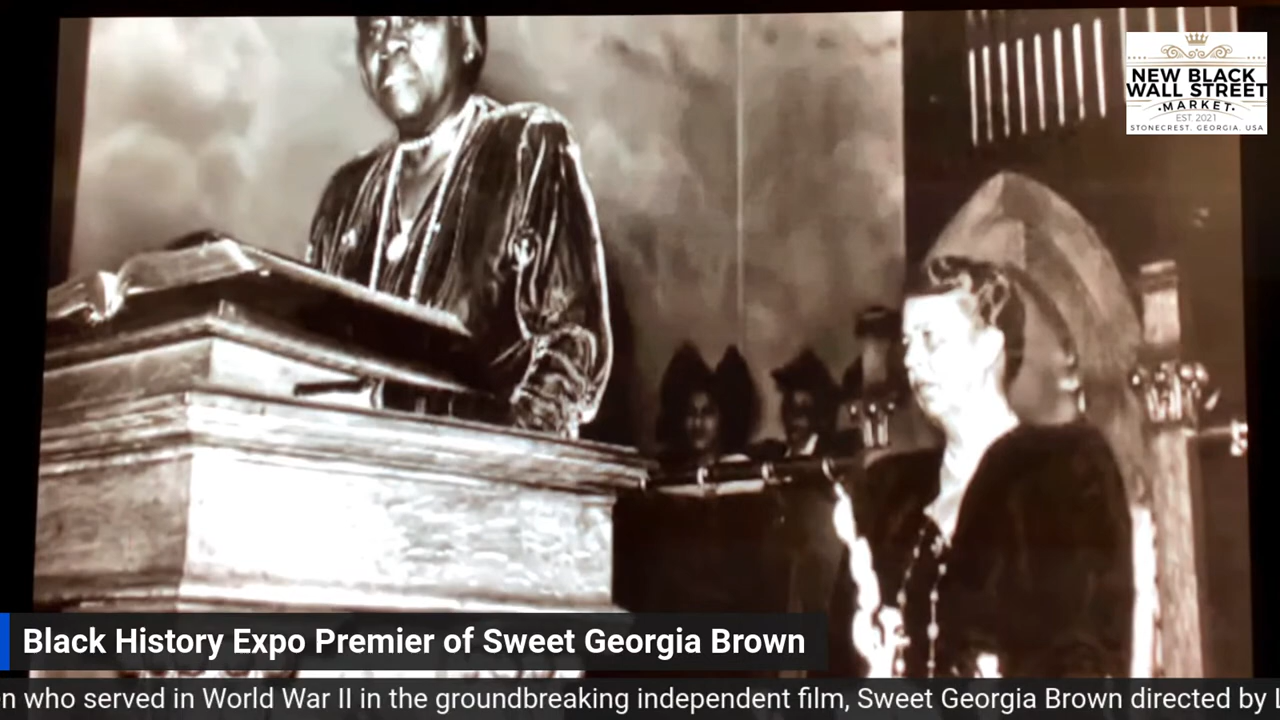 NEW BLACK
WALL STREET
MARKET
EST. 2021
STONECREST, GEORGIA, USA
Black History Expo Premier of Sweet Georgia Brown
who served in World War II in the groundbreaking independent film, Sweet Georgia Brown directed by